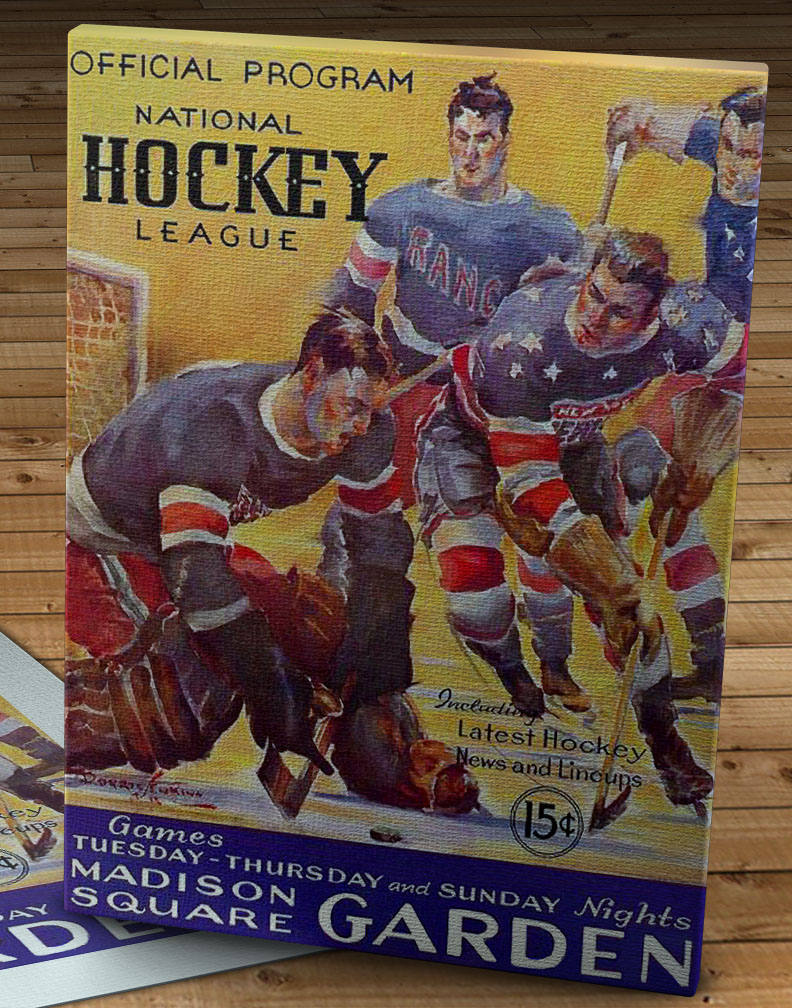 OFFICIAL PROGRAM
NATIONAL
HOCKEY
LEAGUE
RANG
NEW
Including
Latest Hockey
News and Lineups
15¢
Games
TUESDAY-THURSDAY and SUNDAY Nights
MADISON
SQUARE GARDEN